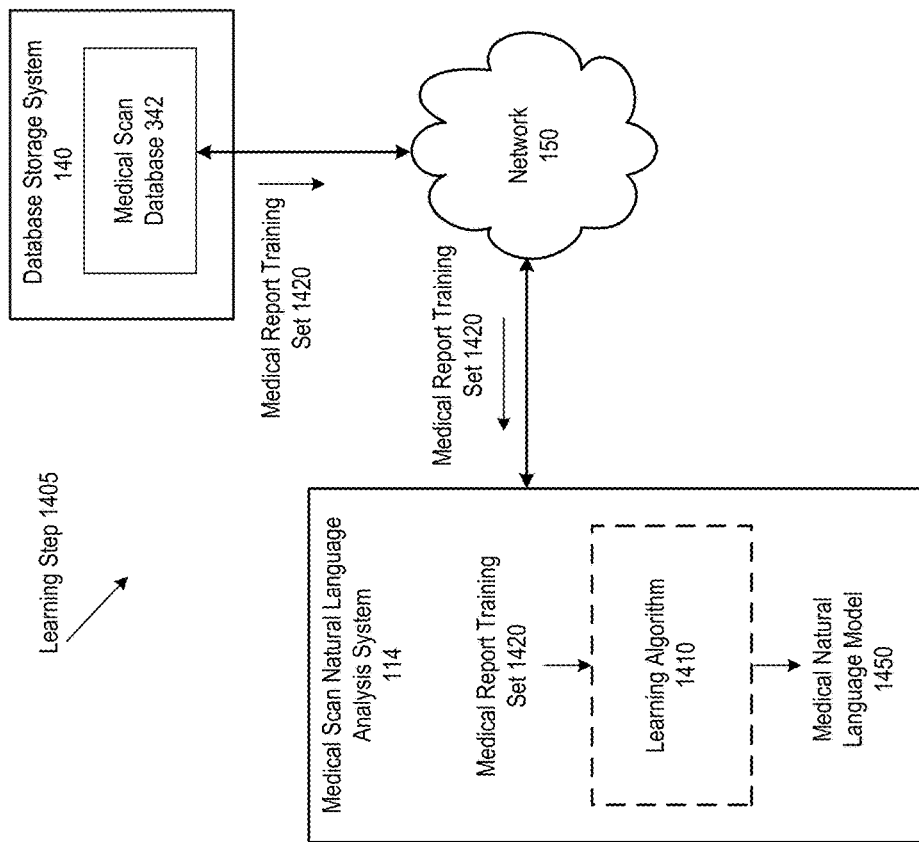 Learning Step 1405
Medical Scan Natural Language
Analysis System
114
Medical Report Training
Set 1420
Learning Algorithm
1410
Medical Natural
Language Model
1450
Medical Report Training
Set 1420
Network
150
Medical Report Training
Set 1420
Database Storage System
140
Medical Scan
Database 342